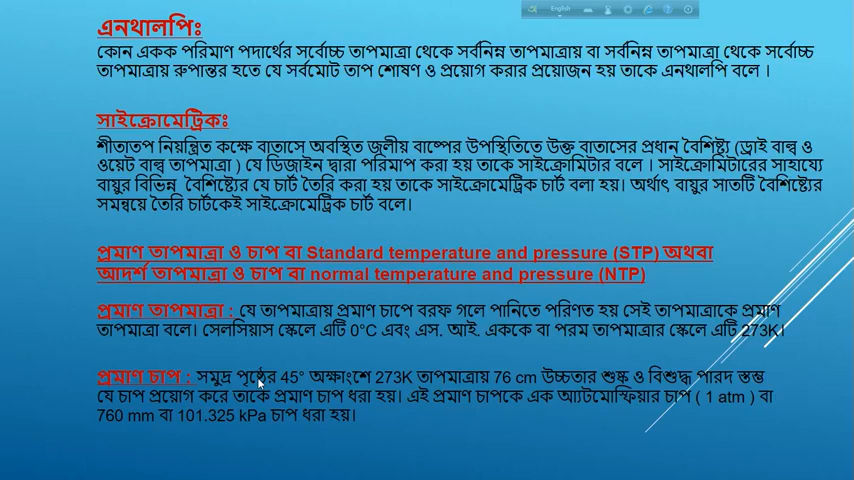 English
এনথালপিঃ
কোন একক পরিমাণ পদার্থের সর্বোচ্চ তাপমাত্রা থেকে সর্বনিম্ন তাপমাত্রায় বা সর্বনিম্ন তাপমাত্রা থেকে সর্বোচ্চ
তাপমাত্রায় রুপান্তর হতে যে সর্বমোট তাপ শোষণ ও প্রয়োগ করার প্রয়োজন হয় তাকে এনথালপি বলে ।
সাইক্রোমেট্রিকঃ
শীতাতপ নিয়ন্ত্রিত কক্ষে বাতাসে অবস্থিত জলীয় বাষ্পের উপস্থিতিতে উক্ত বাতাসের প্রধান বৈশিষ্ট্য (ড্রাই বাল্ব ও
ওয়েট বাল্ব তাপমাত্রা ) যে ডিজাইন দ্বারা পরিমাপ করা হয় তাকে সাইক্রোমিটার বলে । সাইক্রোমিটারের সাহায্যে
বায়ুর বিভিন্ন বৈশিষ্ট্যের যে চার্ট তৈরি করা হয় তাকে সাইক্রোমেট্রিক চার্ট বলা হয়। অর্থাৎ বায়ুর সাতটি বৈশিষ্ট্যের
সমন্বয়ে তৈরি চার্টকেই সাইক্রোমেট্রিক চার্ট বলে।
প্রমাণ তাপমাত্রা ও চাপ বা Standard temperature and pressure (STP) অথবা
আদর্শ তাপমাত্রা ও চাপ বা normal temperature and pressure (NTP)
প্রমাণ তাপমাত্রা : যে তাপমাত্রায় প্রমাণ চাপে বরফ গলে পানিতে পরিণত হয় সেই তাপমাত্রাকে প্রমাণ
তাপমাত্রা বলে। সেলসিয়াস স্কেলে এটি 0°C এবং এস. আই. এককে বা পরম তাপমাত্রার স্কেলে এটি 273K।
প্রমাণ চাপ : সমুদ্র পৃষ্ঠের 45° অক্ষাংশে 273K তাপমাত্রায় 76 cm উচ্চতার শুষ্ক ও বিশুদ্ধ পারদ স্তম্ভ
যে চাপ প্রয়োগ করে তাকে প্রমাণ চাপ ধরা হয়। এই প্রমাণ চাপকে এক অ্যাটমোস্ফিয়ার চাপ ( 1 atm ) বা
760 mm বা 101.325 kPa চাপ ধরা হয়।